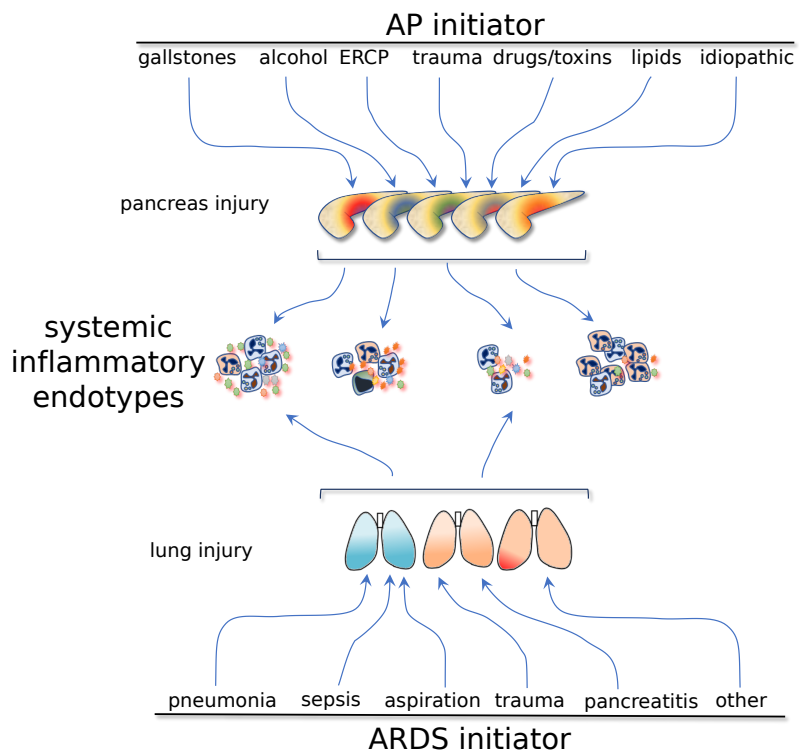 AP initiator
gallstones alcohol ERCP trauma drugs/toxins lipids idiopathic
pancreas injury
systemic
inflammatory
endotypes
lung injury
pneumonia sepsis aspiration trauma pancreatitis other
ARDS initiator